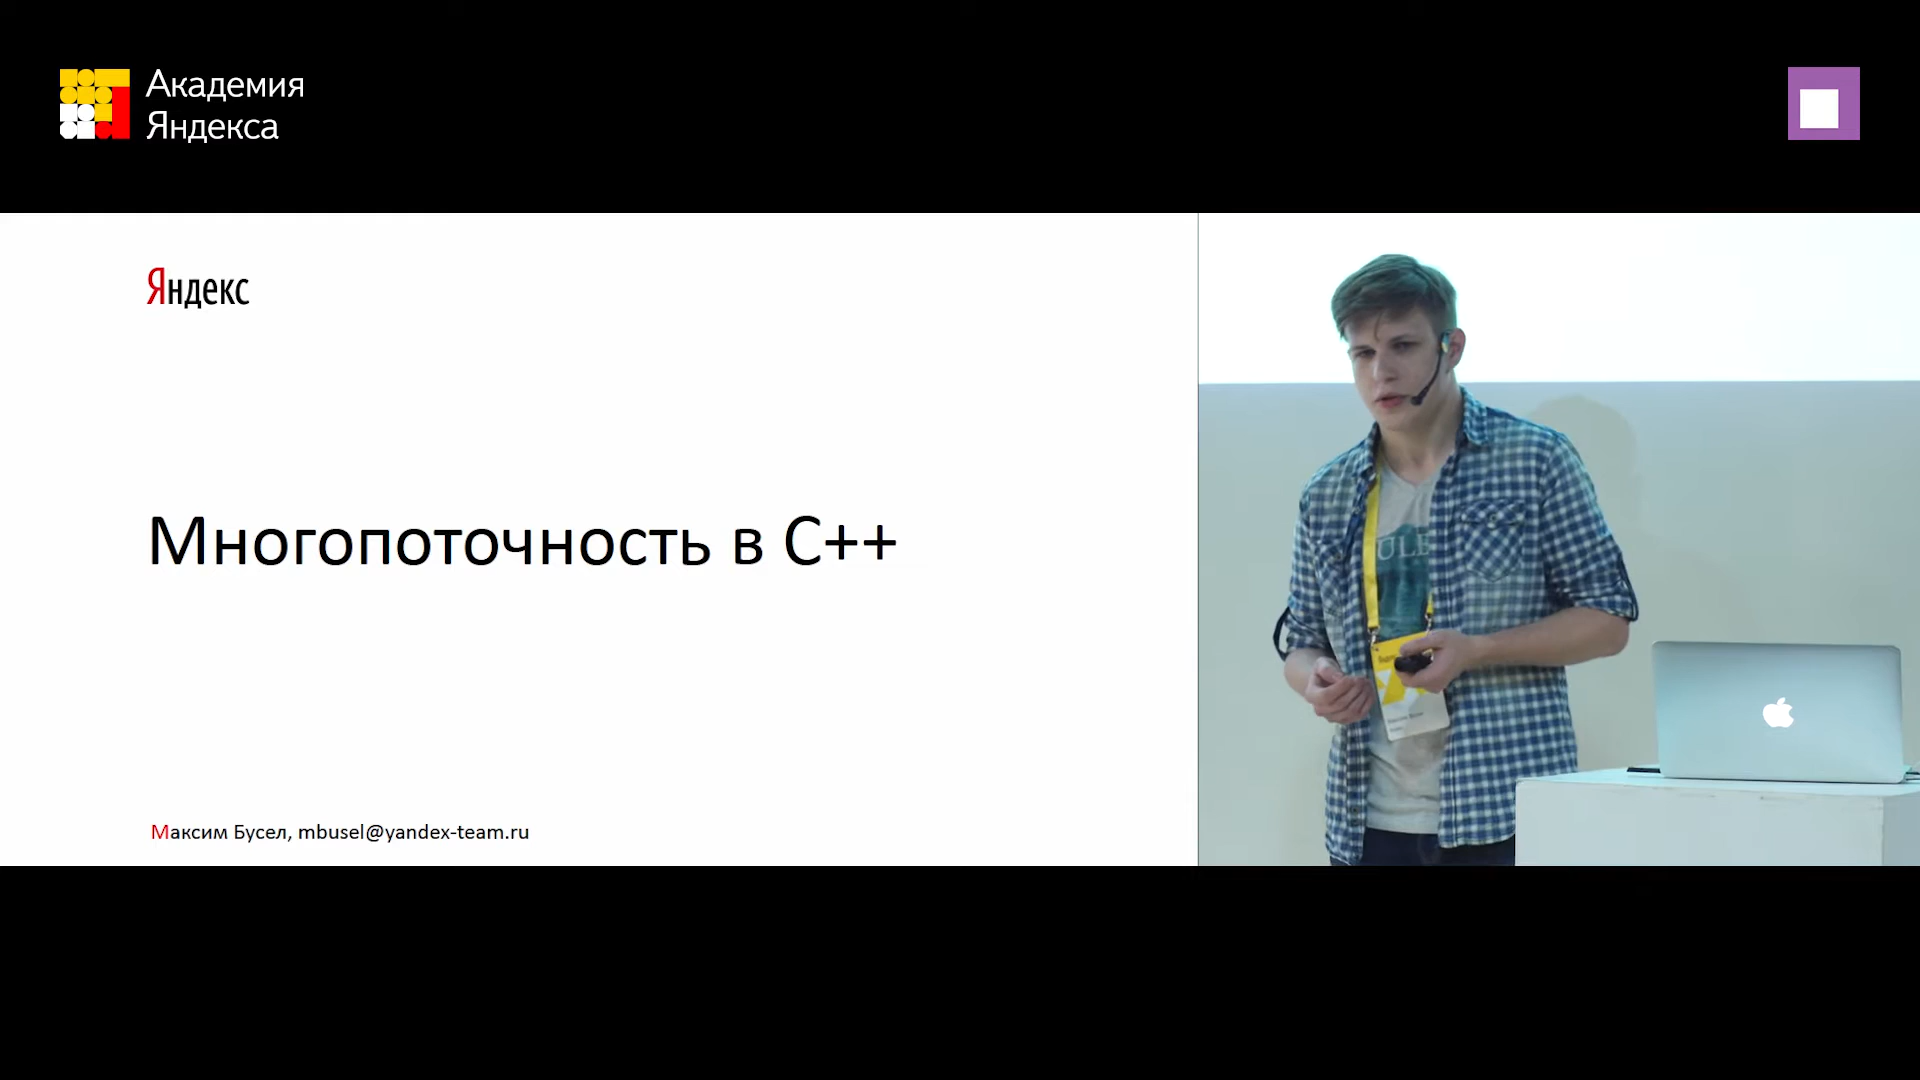 Академия
Яндекса
Яндекс
Многопоточность в C++
Максим Бусел, mbusel@yandex-team.ru